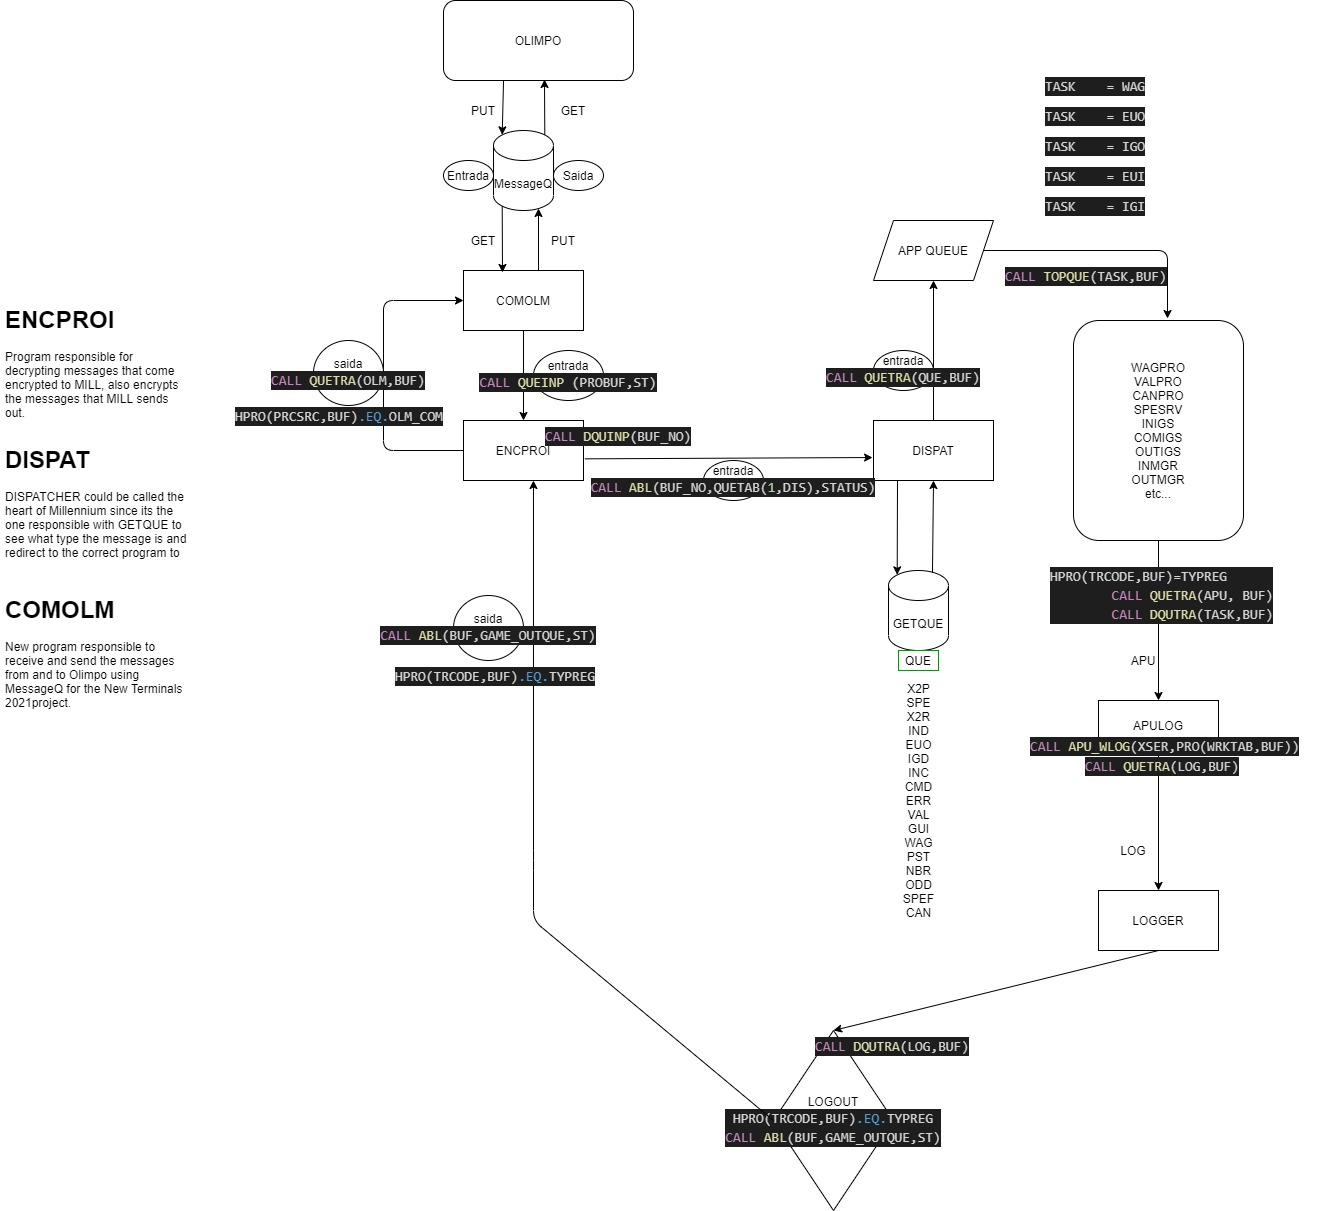 OLIMPO
PUT
GET
Entrada
MessageQ
Saida
GET
PUT
COMOLM
ENCPROI
Program responsible for
decrypting messages that come
encrypted to MILL, also encrypts
the messages that MILL sends
out.
DISPAT
DISPATCHER could be called the
heart of Millennium since its the
one responsible with GETQUE to
see what type the message is and
redirect to the correct program to
COMOLM
New program responsible to
receive and send the messages
from and to Olimpo using
MessageQ for the New Terminals
2021project.
saida
CALL QUETRA(OLM,BUF)
HPRO(PRCSRC,BUF).EQ.OLM_COM
entrada
CALL QUEINP (PROBUF,ST)
ENCPROI
CALL DQUINP(BUF_NO)
entrada
CALL ABL(BUF_NO,QUETAB(1,DIS),STATUS)
saida
CALL ABL(BUF,GAME_OUTQUE,ST)
HPRO(TRCODE,BUF).EQ.TYPREG
APP QUEUE
entrada
CALL QUETRA(QUE,BUF)
DISPAT
GETQUE
QUE
X2P
SPE
X2R
IND
EUO
IGD
INC
CMD
ERR
VAL
GUI
WAG
PST
NBR
ODD
SPEF
CAN
TASK    = WAG
TASK    = EUO
TASK    = IGO
TASK    = EUI
TASK    = IGI
CALL TOPQUE(TASK,BUF)
WAGPRO
VALPRO
CANPRO
SPESRV
INIGS
COMIGS
OUTIGS
INMGR
OUTMGR
etc...
HPRO(TRCODE,BUF)=TYPREG
CALL QUETRA(APU, BUF)
CALL DQUTRA(TASK,BUF)
APU
APULOG
CALL APU_WLOG(XSER,PRO(WRKTAB,BUF))
CALL QUETRA(LOG,BUF)
LOG
LOGGER
CALL DQUTRA(LOG,BUF)
LOGOUT
HPRO(TRCODE,BUF).EQ.TYPREG
CALL ABL(BUF,GAME_OUTQUE,ST)